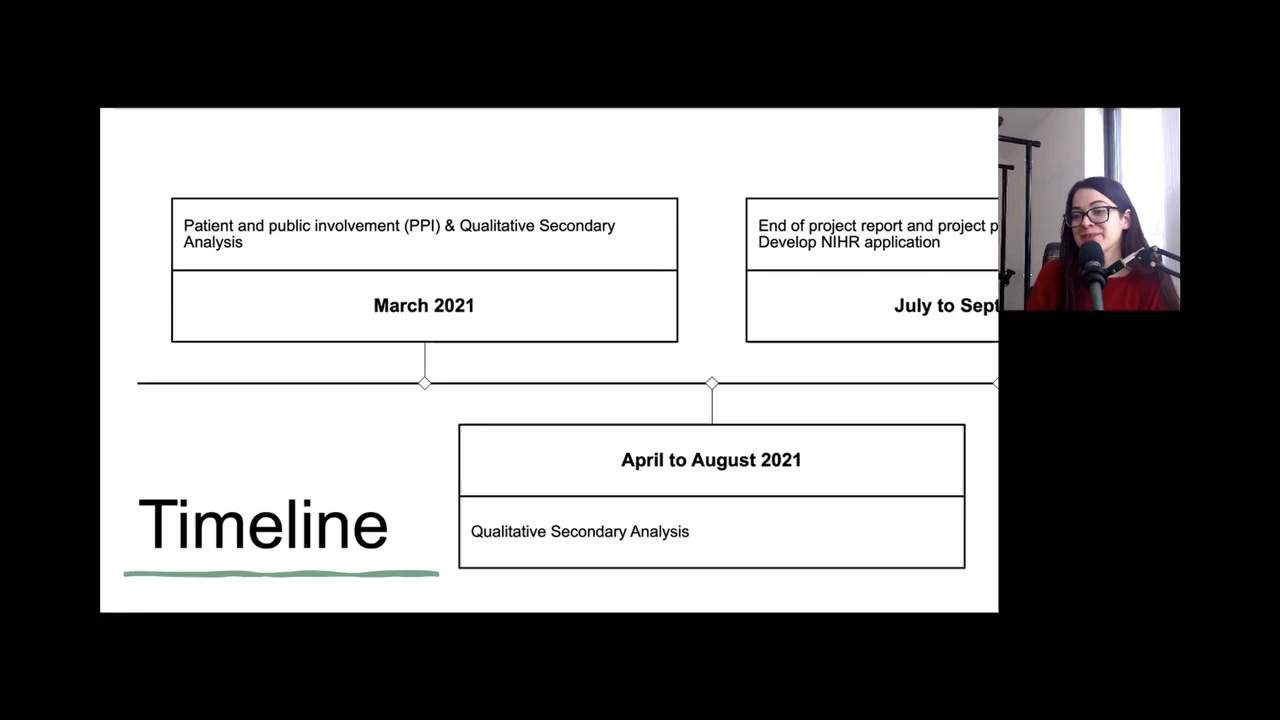 Patient and public involvement (PPI) & Qualitative Secondary
Analysis
March 2021
End of project report and project
Develop NIHR application
July to Sept
April to August 2021
Qualitative Secondary Analysis
Timeline